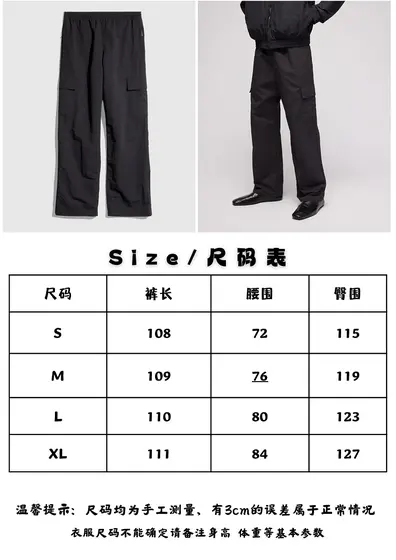 Size/尺码表
尺码 裤长 腰围 臀围
S 108 72 115
M 109 76 119
L 110 80 123
XL 111 84 127
温馨提示: 尺码均为手工测量、有3cm的误差属于正常情况
衣服尺码不能确定请备注身高 体重等基本参数